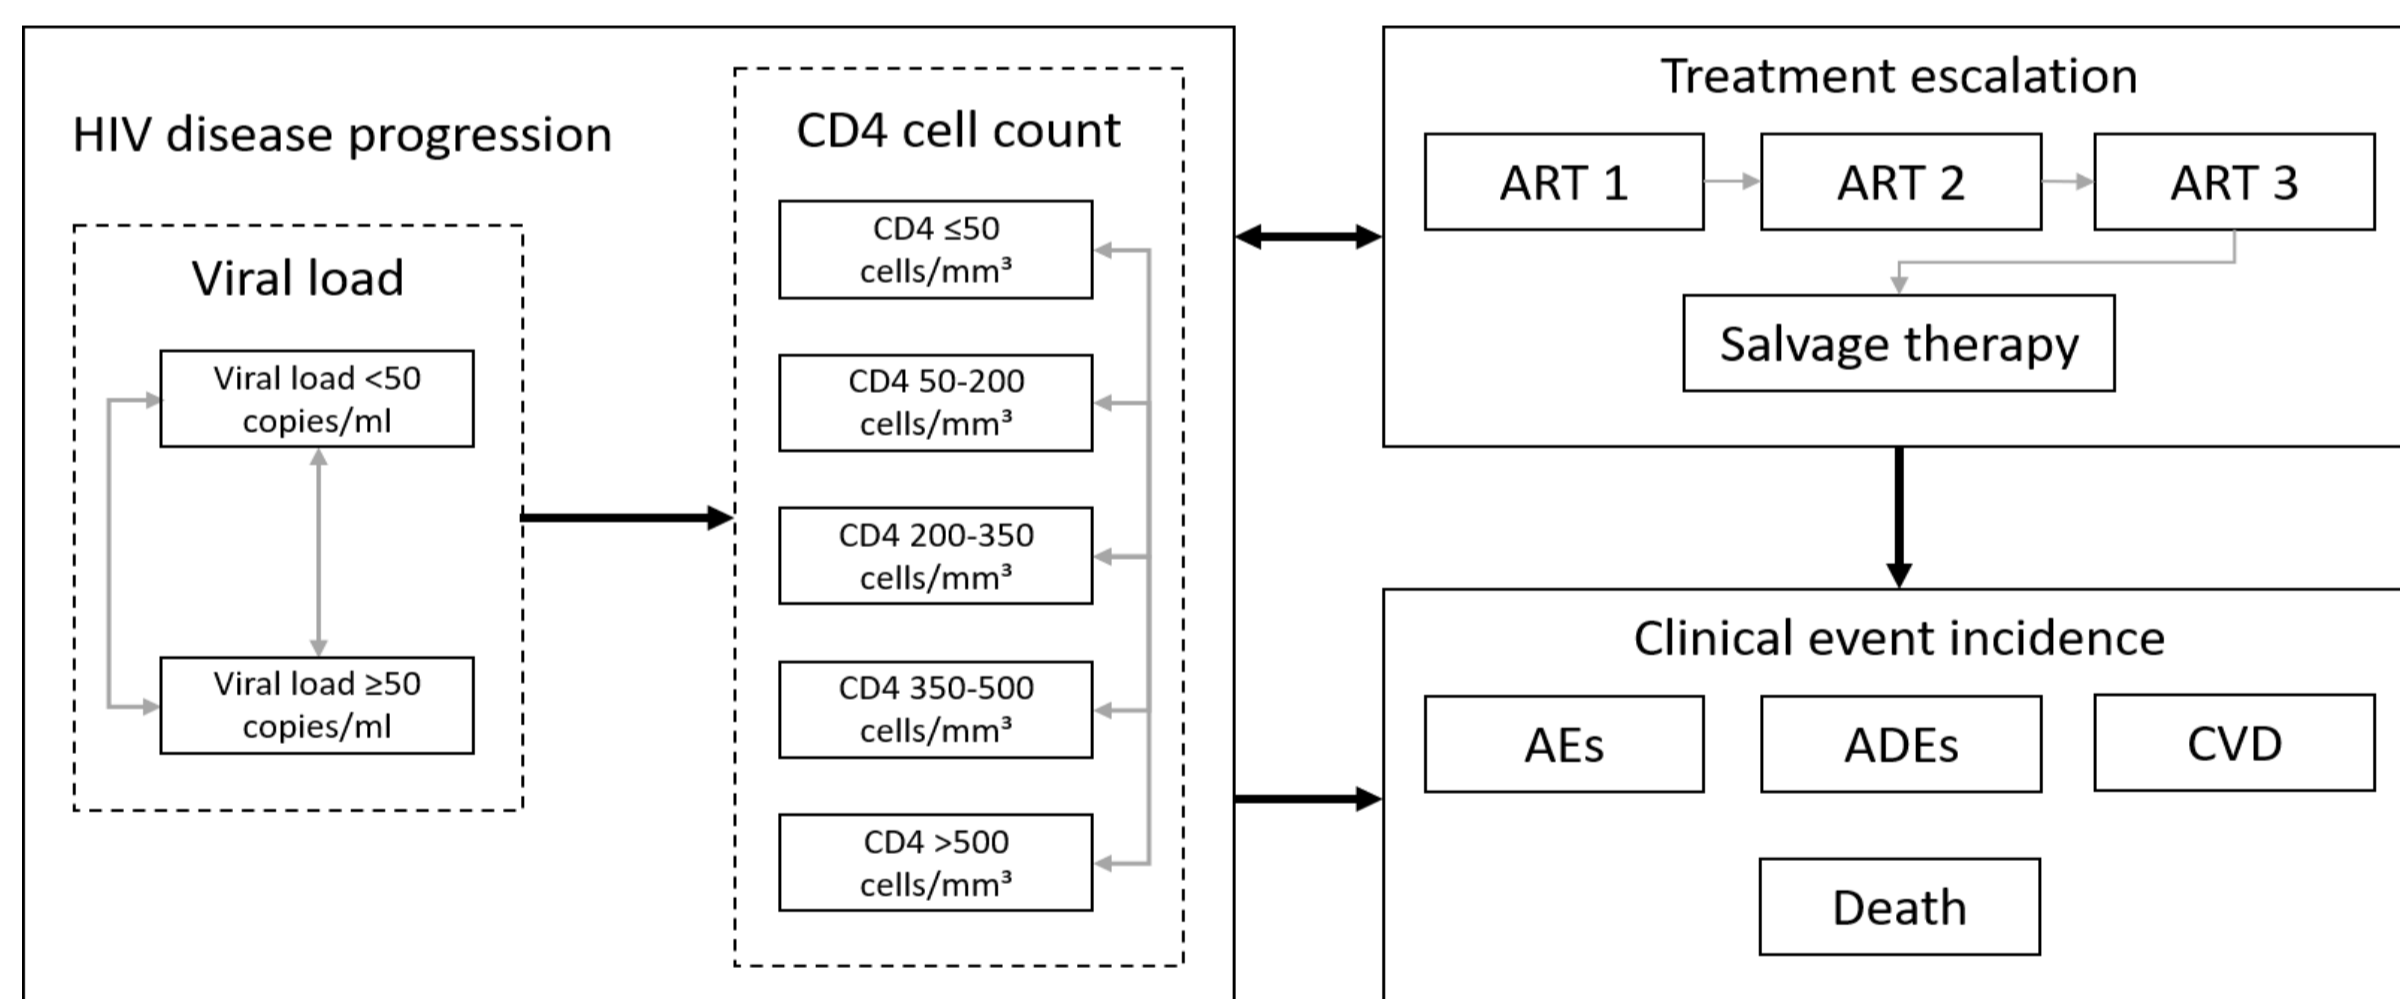 HIV disease progression
Viral load
Viral load <50
copies/ml
Viral load ≥50
copies/ml
CD4 cell count
CD4 ≤50
cells/mm³
CD4 50-200
cells/mm³
CD4 200-350
cells/mm³
CD4 350-500
cells/mm³
CD4 >500
cells/mm³
Treatment escalation
ART 1
ART 2
ART 3
Salvage therapy
Clinical event incidence
AEs
ADEs
CVD
Death